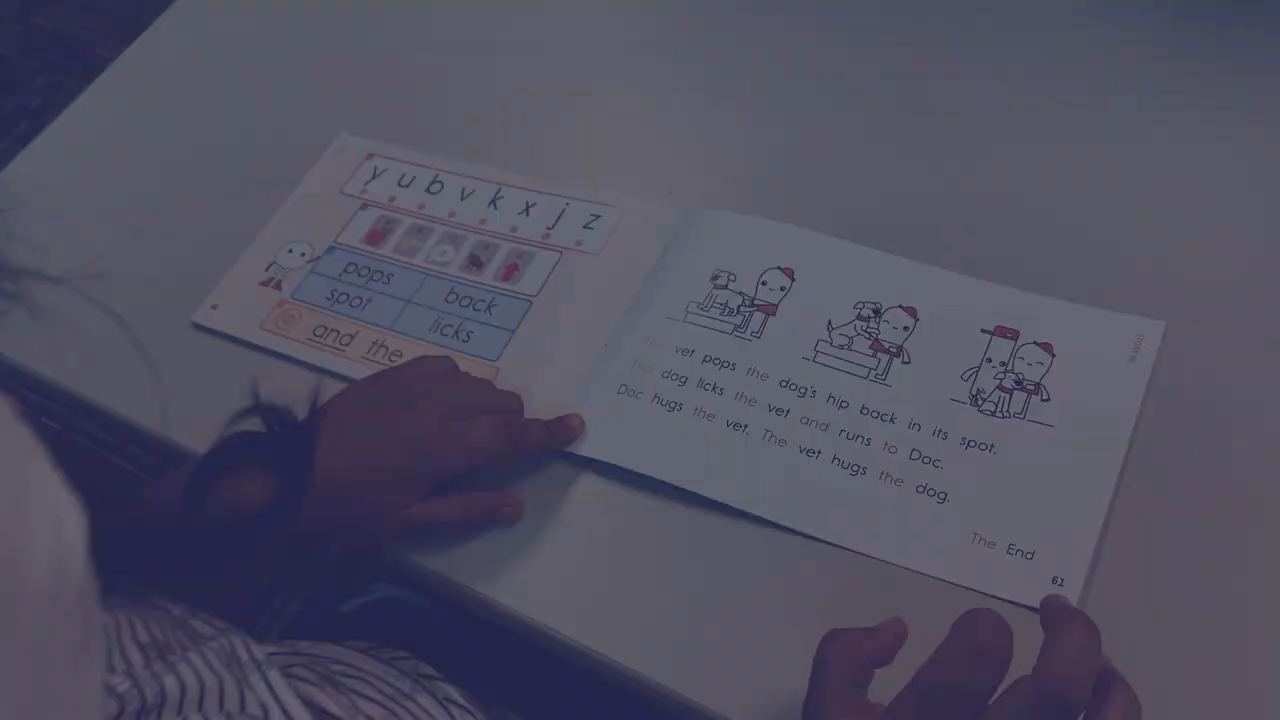 y u b v k x j z
pops back
spot licks
and the
The vet pops the dog's hip back in its spot.
The dog licks the vet and runs to Doc.
Doc hugs the vet. The vet hugs the dog.
The End
61